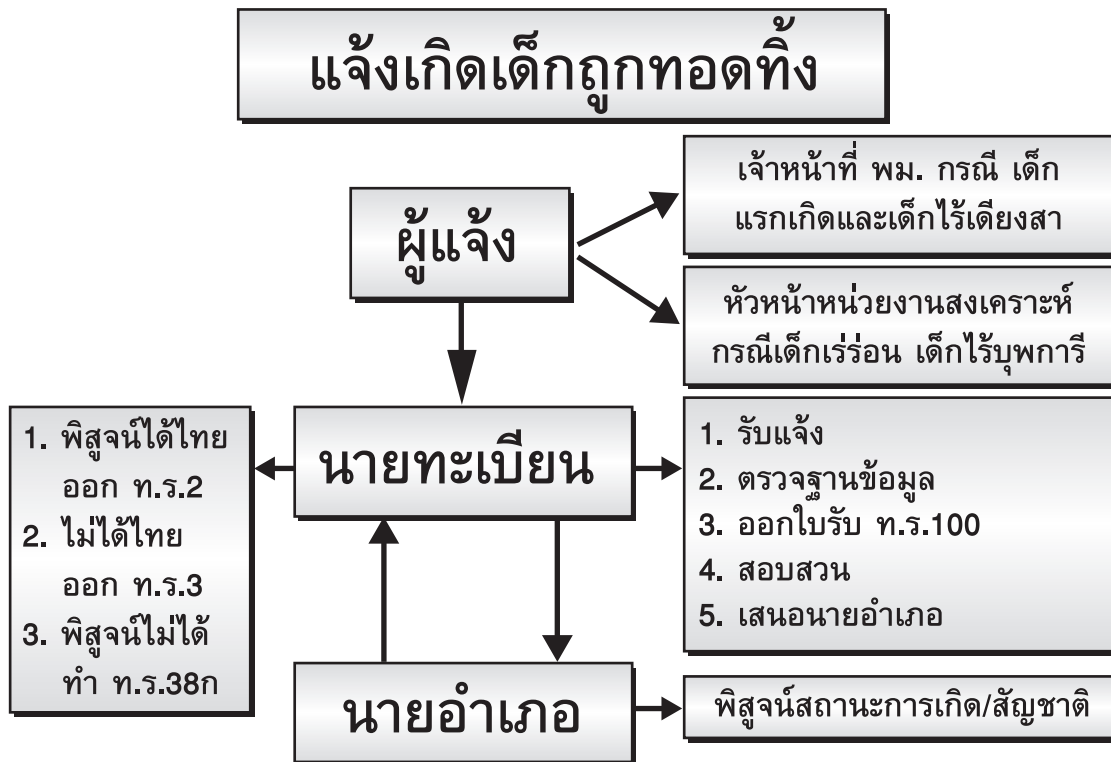 แจ้งเกิดเด็กถูกทอดทิ้ง
ผู้แจ้ง
เจ้าหน้าที่ พม. กรณี เด็ก
แรกเกิดและเด็กไร้เดียงสา
หัวหน้าหน่วยงานสงเคราะห์
กรณีเด็กเร่ร่อน เด็กไร้บุพการี
นายทะเบียน
1. รับแจ้ง
2. ตรวจฐานข้อมูล
3. ออกใบรับ ท.ร.100
4. สอบสวน
5. เสนอนายอำเภอ
1. พิสูจน์ได้ไทย
ออก ท.ร.2
2. ไม่ได้ไทย
ออก ท.ร.3
3. พิสูจน์ไม่ได้
ทำ ท.ร.38ก
นายอำเภอ
พิสูจน์สถานะการเกิด/สัญชาติ